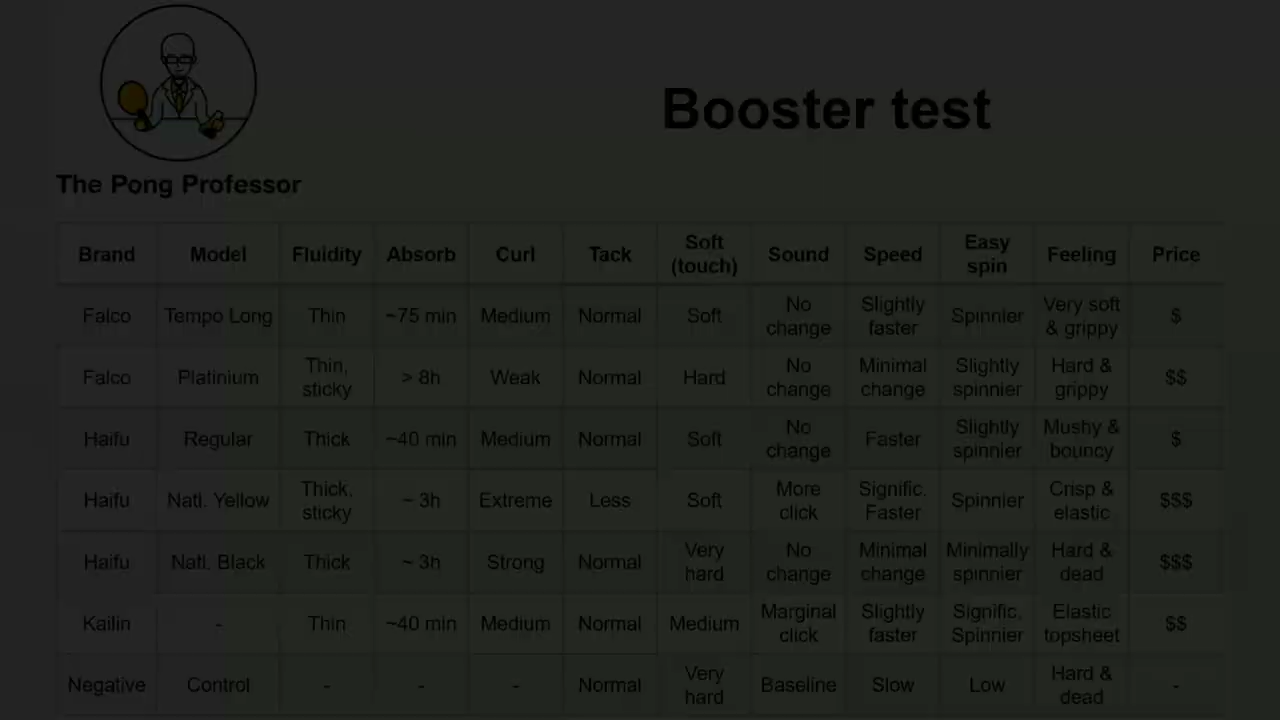 Booster test
The Pong Professor
Brand Model Fluidity Absorb Curl Tack Soft (touch) Sound Speed Easy spin Feeling Price
Falco Tempo Long Thin ~75 min Medium Normal Soft No change Slightly faster Spinnier Very soft & grippy $
Falco Platinium Thin, sticky > 8h Weak Normal Hard No change Minimal change Slightly spinnier Hard & grippy $$
Haifu Regular Thick ~40 min Medium Normal Soft No change Faster Slightly spinnier Mushy & bouncy $
Haifu Natl. Yellow Thick, sticky ~ 3h Extreme Less Soft More click Signific. Faster Spinnier Crisp & elastic $$$
Haifu Natl. Black Thick ~ 3h Strong Normal Very hard No change Minimal change Minimally spinnier Hard & dead $$$
Kailin - Thin ~40 min Medium Normal Medium Marginal click Slightly faster Signific. Spinnier Elastic topsheet $$
Negative Control - - - Normal Very hard Baseline Slow Low Hard & dead -